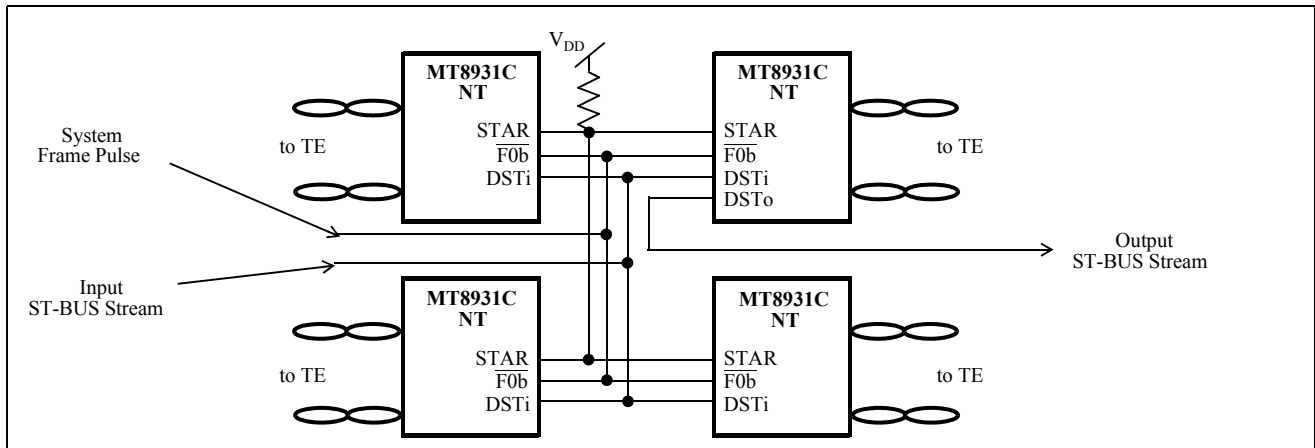 V_DD
MT8931C
NT
STAR
F0b
DSTi
to TE
MT8931C
NT
STAR
F0b
DSTi
DSTo
to TE
System
Frame Pulse
Input
ST-BUS Stream
Output
ST-BUS Stream
MT8931C
NT
STAR
F0b
DSTi
to TE
MT8931C
NT
STAR
F0b
DSTi
to TE